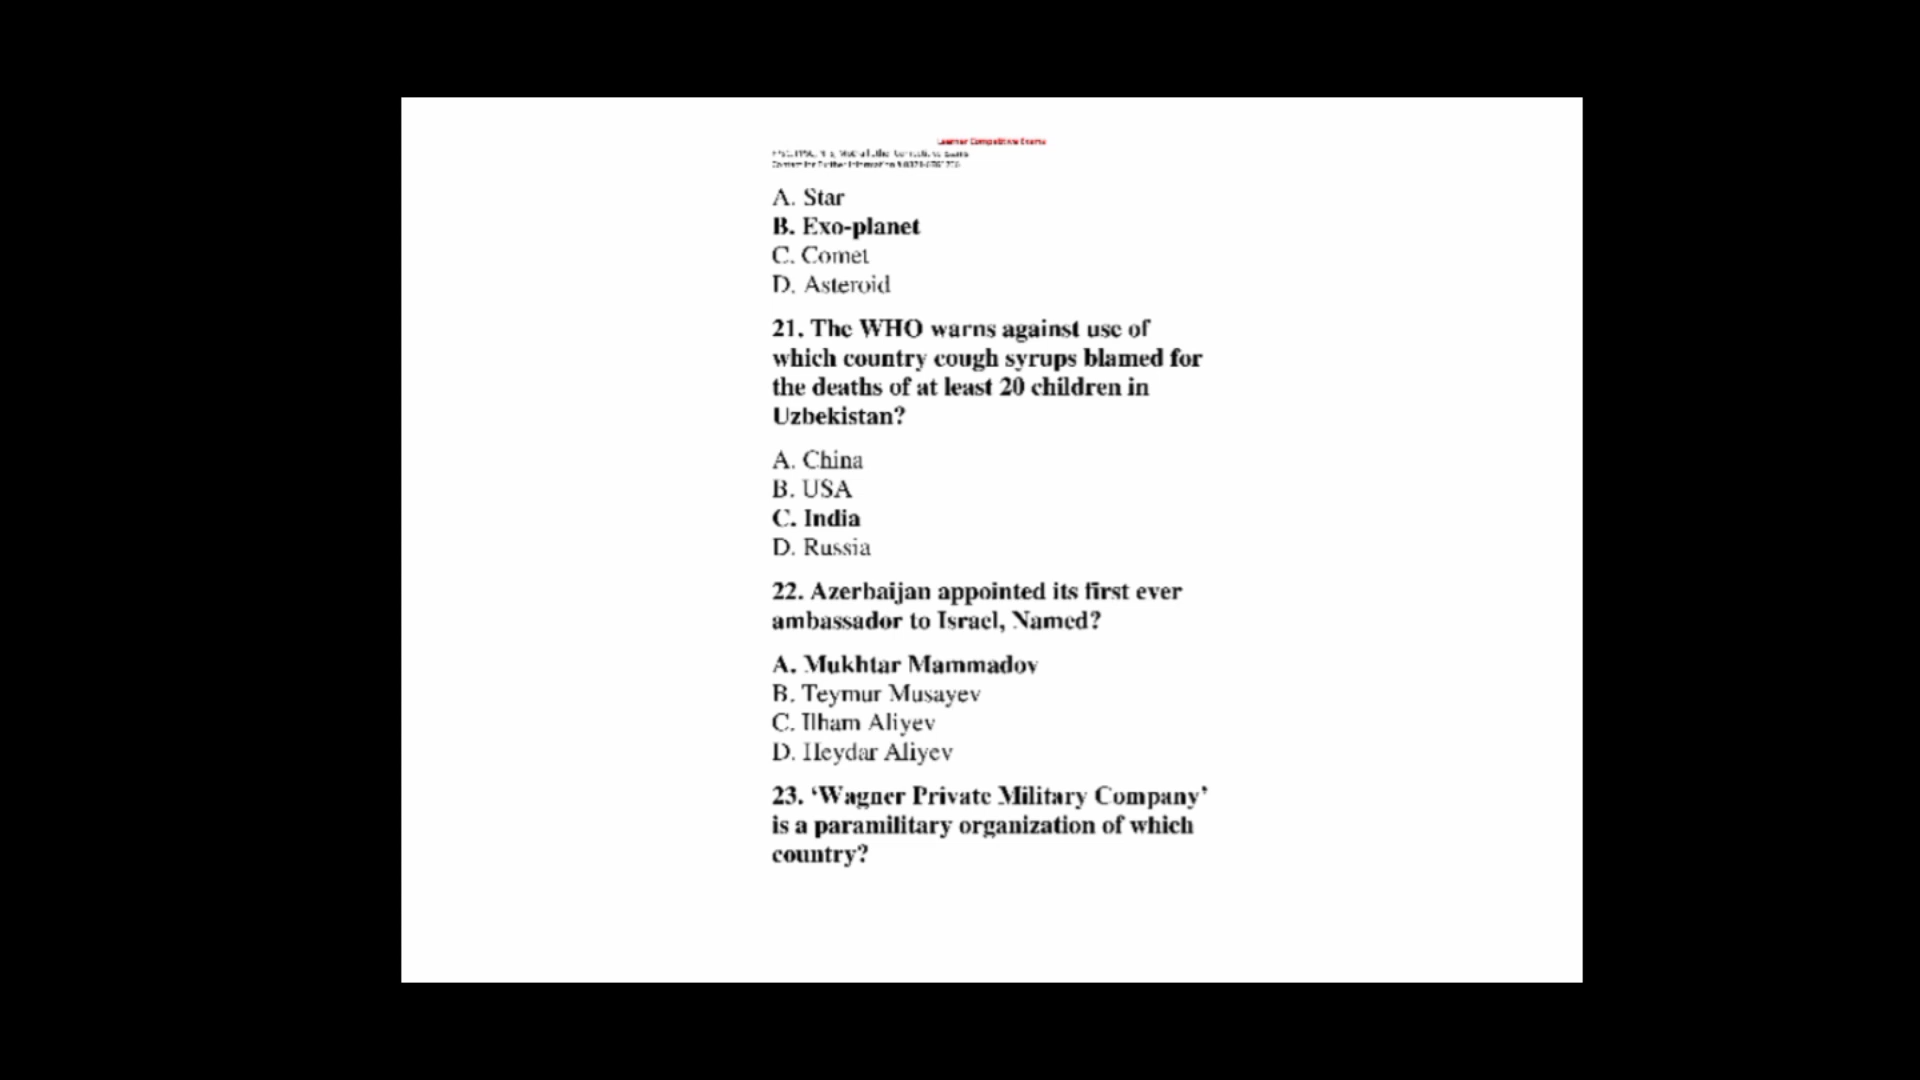 Learner Competitive Exams
A. Star
B. Exo-planet
C. Comet
D. Asteroid
21. The WHO warns against use of
which country cough syrups blamed for
the deaths of at least 20 children in
Uzbekistan?
A. China
B. USA
C. India
D. Russia
22. Azerbaijan appointed its first ever
ambassador to Israel, Named?
A. Mukhtar Mammadov
B. Teymur Musayev
C. Ilham Aliyev
D. Heydar Aliyev
23. ‘Wagner Private Military Company’
is a paramilitary organization of which
country?